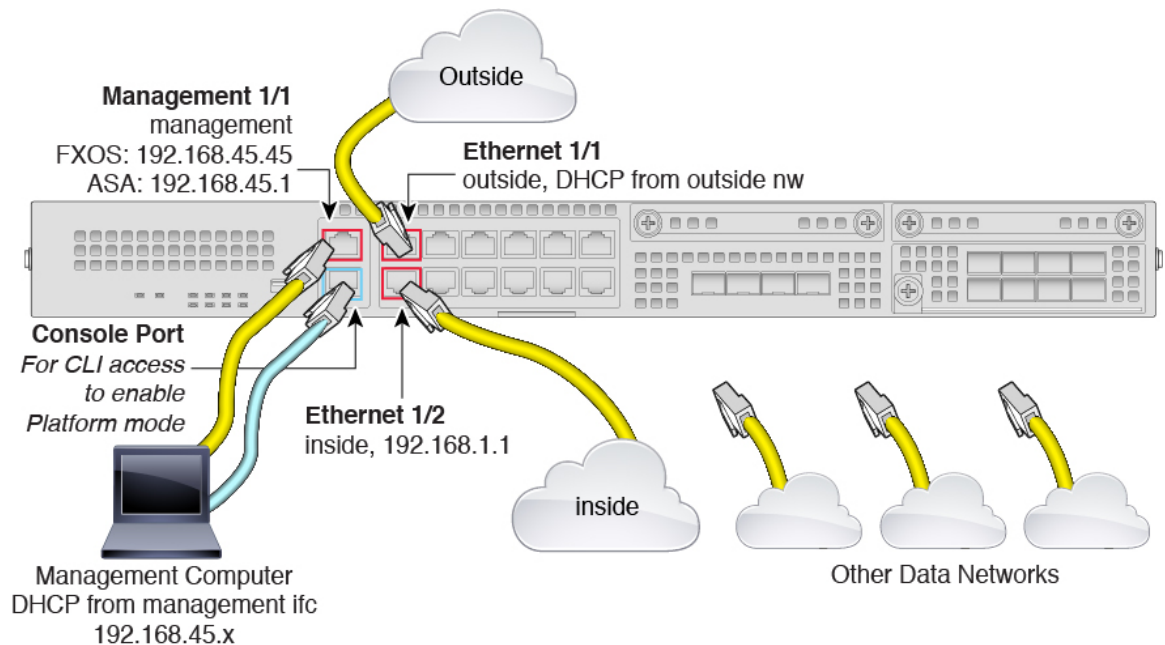 Outside
Management 1/1
management
FXOS: 192.168.45.45
ASA: 192.168.45.1
Ethernet 1/1
outside, DHCP from outside nw
Console Port
For CLI access
to enable
Platform mode
Ethernet 1/2
inside, 192.168.1.1
inside
Management Computer
DHCP from management ifc
192.168.45.x
Other Data Networks